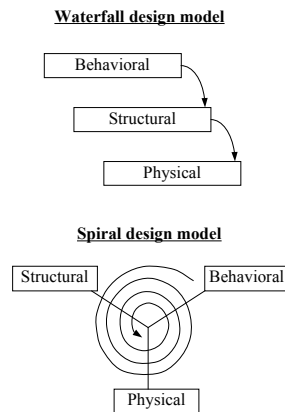 Waterfall design model
Behavioral
Structural
Physical
Spiral design model
Structural
Behavioral
Physical